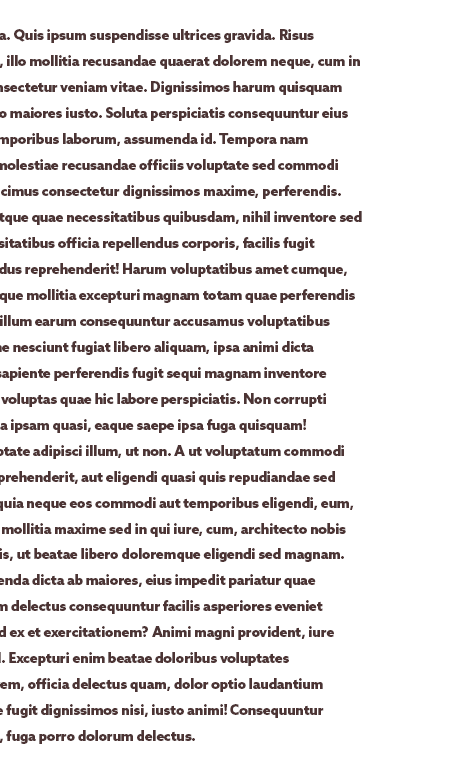 a. Quis ipsum suspendisse ultrices gravida. Risus
, illo mollitia recusandae quaerat dolorem neque, cum in
nsectetur veniam vitae. Dignissimos harum quisquam
o maiores iusto. Soluta perspiciatis consequuntur eius
mporibus laborum, assumenda id. Tempora nam
molestiae recusandae officiis voluptate sed commodi
cimus consectetur dignissimos maxime, perferendis.
tque quae necessitatibus quibusdam, nihil inventore sed
sitatibus officia repellendus corporis, facilis fugit
dus reprehenderit! Harum voluptatibus amet cumque,
que mollitia excepturi magnam totam quae perferendis
illum earum consequuntur accusamus voluptatibus
ne nesciunt fugiat libero aliquam, ipsa animi dicta
sapiente perferendis fugit sequi magnam inventore
voluptas quae hic labore perspiciatis. Non corrupti
a ipsam quasi, eaque saepe ipsa fuga quisquam!
ptate adipisci illum, ut non. A ut voluptatum commodi
prehenderit, aut eligendi quasi quis repudiandae sed
quia neque eos commodi aut temporibus eligendi, eum,
mollitia maxime sed in qui iure, cum, architecto nobis
is, ut beatae libero doloremque eligendi sed magnam.
enda dicta ab maiores, eius impedit pariatur quae
m delectus consequuntur facilis asperiores eveniet
d ex et exercitationem? Animi magni provident, iure
l. Excepturi enim beatae doloribus voluptates
em, officia delectus quam, dolor optio laudantium
e fugit dignissimos nisi, iusto animi! Consequuntur
, fuga porro dolorum delectus.